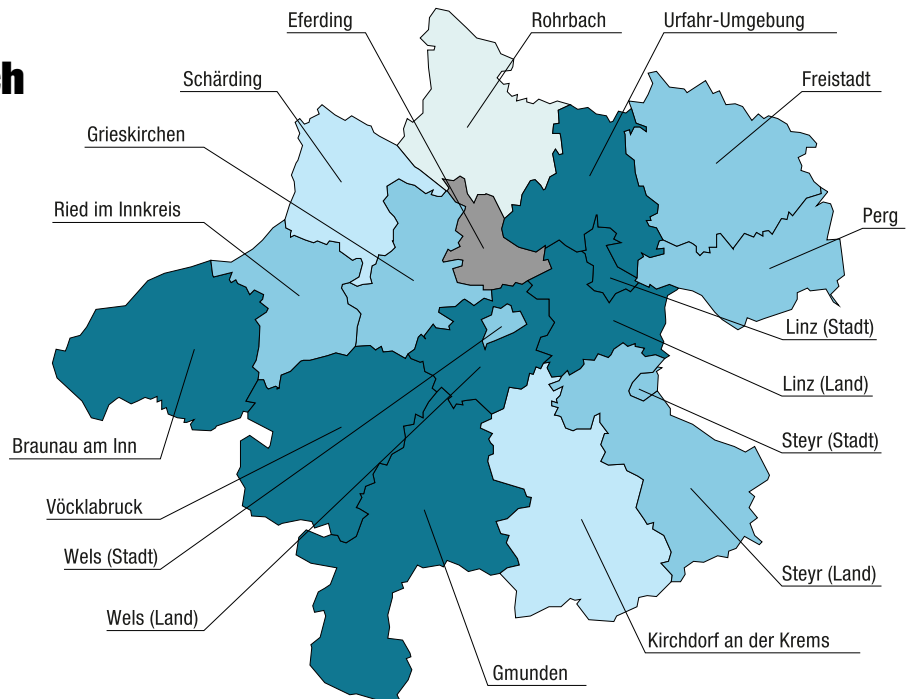 ch
Eferding
Rohrbach
Urfahr-Umgebung
Schärding
Freistadt
Grieskirchen
Ried im Innkreis
Perg
Linz (Stadt)
Linz (Land)
Braunau am Inn
Steyr (Stadt)
Vöcklabruck
Wels (Stadt)
Steyr (Land)
Wels (Land)
Kirchdorf an der Krems
Gmunden